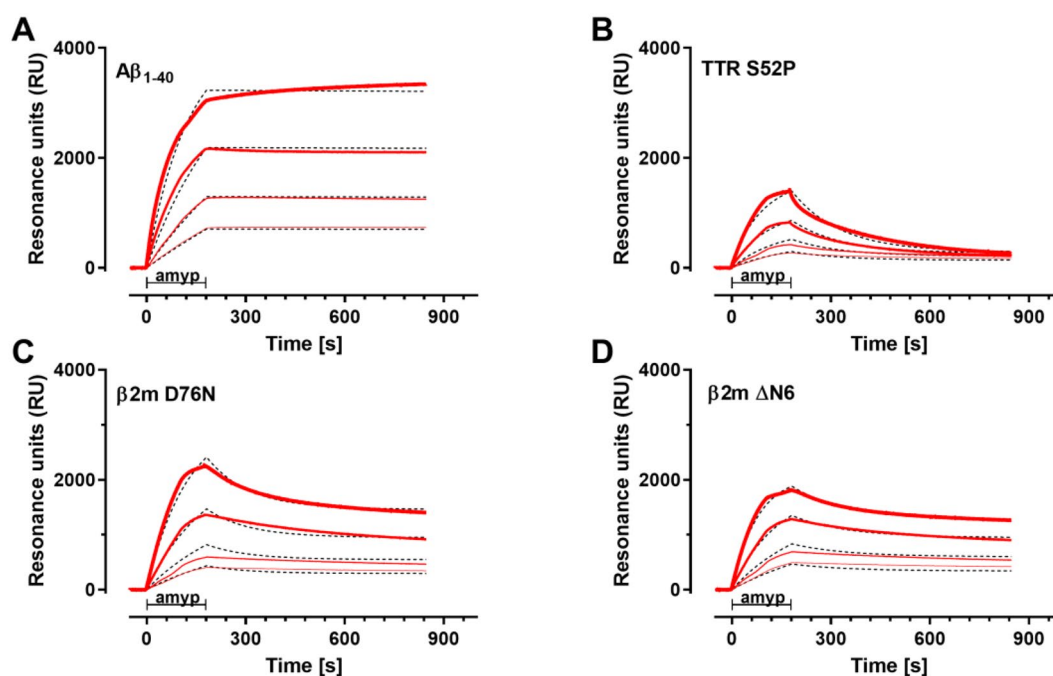 A
Resonance units (RU)
4000
2000
0
Aβ1-40
amyp
0 300 600 900
Time [s]
B
Resonance units (RU)
4000
2000
0
TTR S52P
amyp
0 300 600 900
Time [s]
C
Resonance units (RU)
4000
2000
0
β2m D76N
amyp
0 300 600 900
Time [s]
D
Resonance units (RU)
4000
2000
0
β2m ΔN6
amyp
0 300 600 900
Time [s]